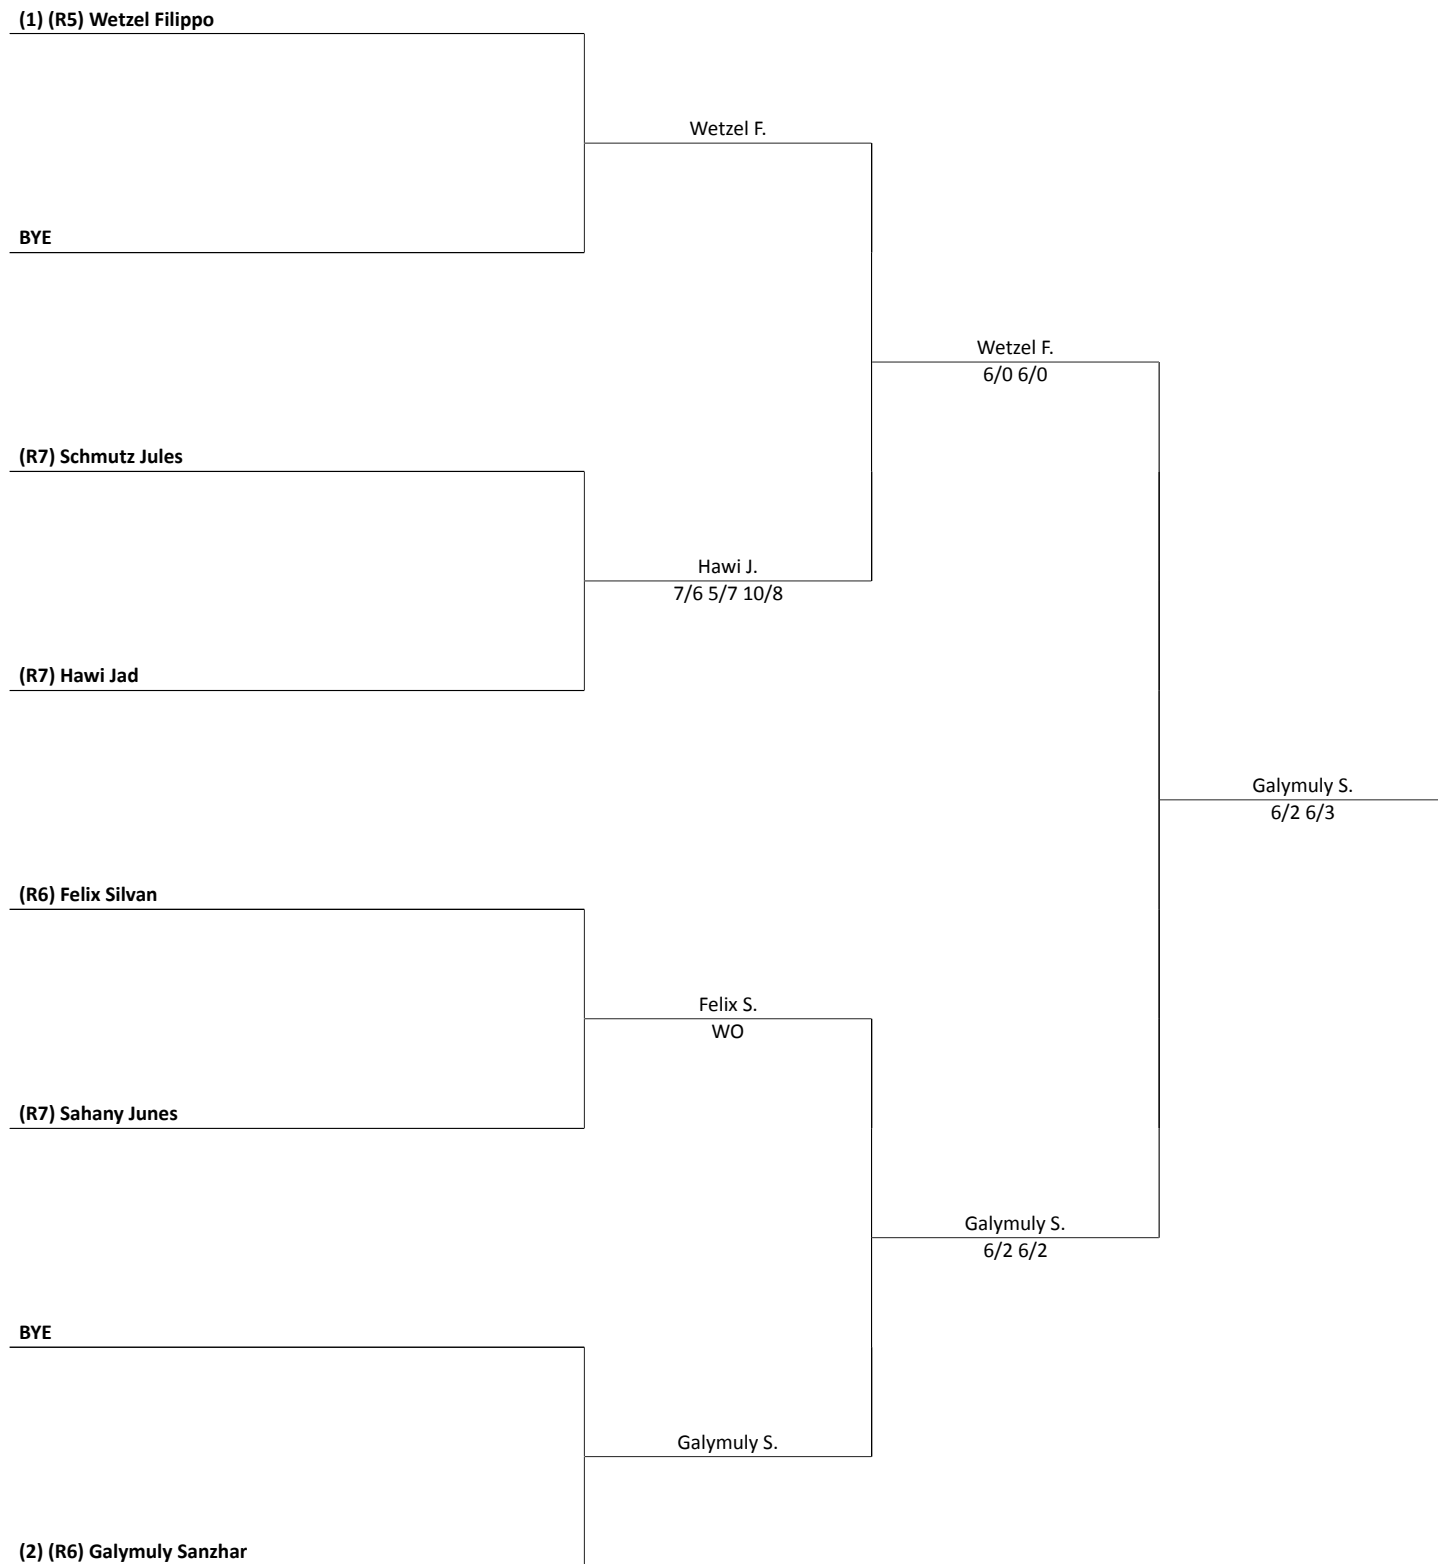 (1) (R5) Wetzel Filippo
Wetzel F.
BYE
Wetzel F.
6/0 6/0
(R7) Schmutz Jules
Hawi J.
7/6 5/7 10/8
(R7) Hawi Jad
Galymuly S.
6/2 6/3
(R6) Felix Silvan
Felix S.
WO
(R7) Sahany Junes
Galymuly S.
6/2 6/2
BYE
Galymuly S.
(2) (R6) Galymuly Sanzhar